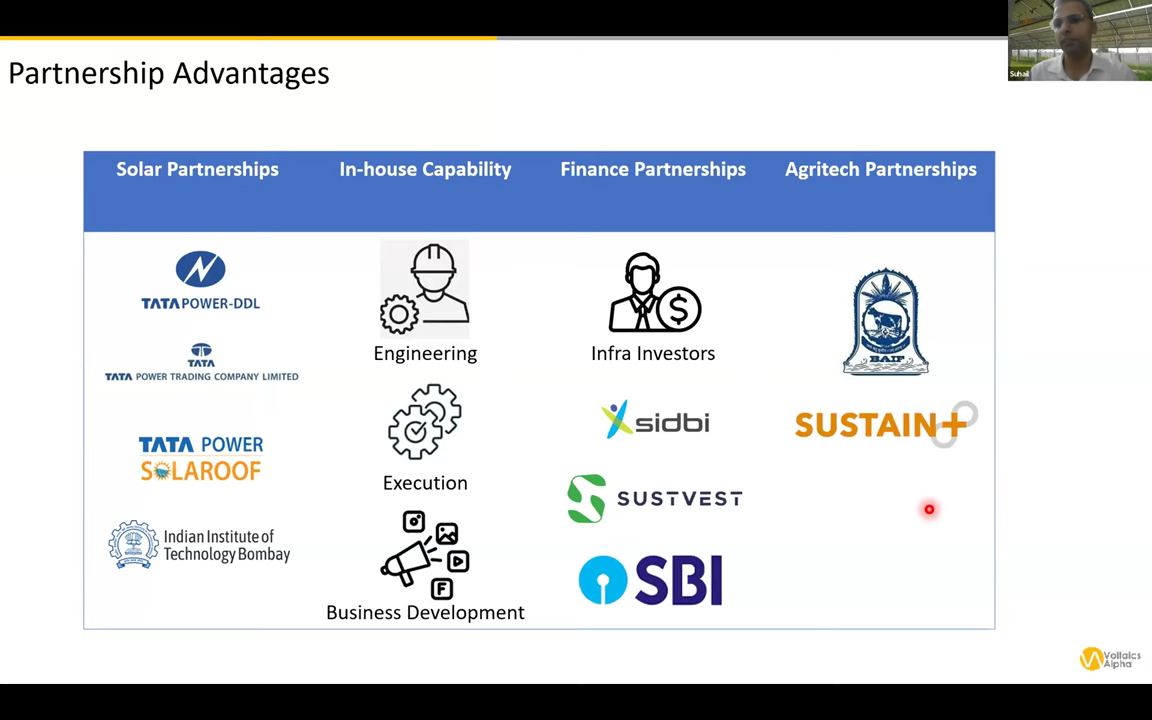 Suhail
Partnership Advantages
Solar Partnerships
In-house Capability
Finance Partnerships
Agritech Partnerships
TATA POWER-DDL
TATA
TATA POWER TRADING COMPANY LIMITED
TATA POWER
SOLAROOF
Indian Institute of
Technology Bombay
Engineering
Execution
Business Development
Infra Investors
sidbi
SUSTVEST
SBI
BAIF
SUSTAIN+
Voltaics
Alpha